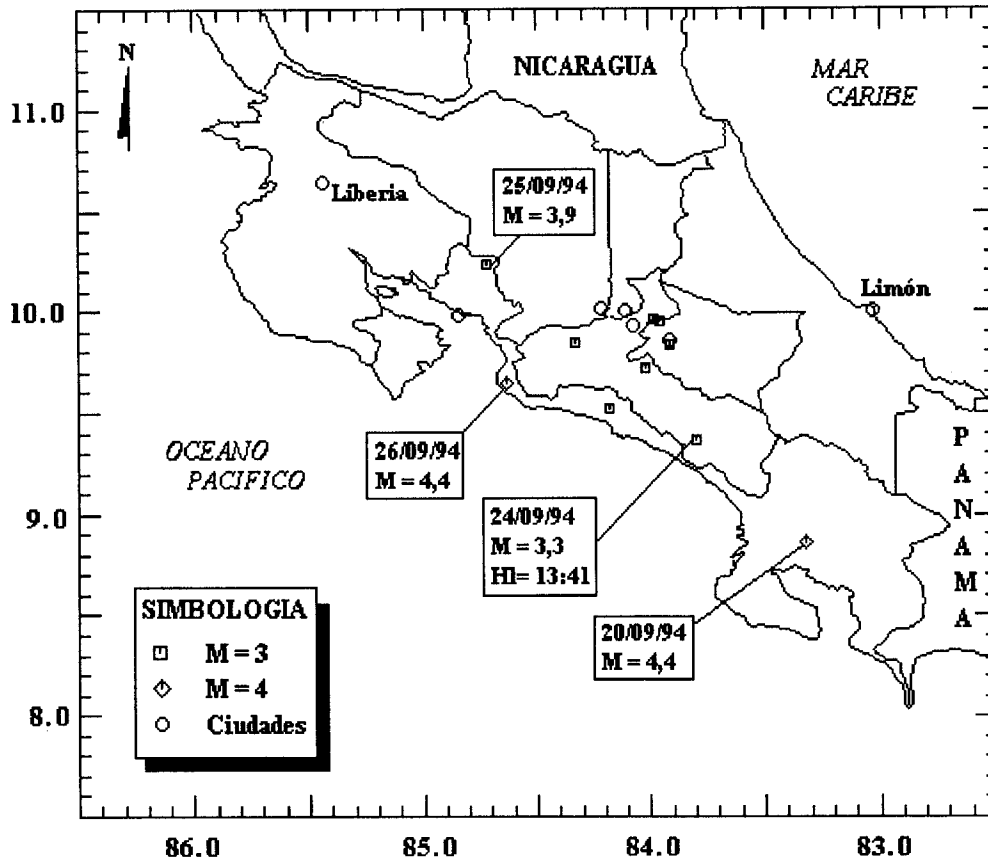 N
NICARAGUA
MAR
CARIBE
11.0
10.0
9.0
8.0
Liberia
25/09/94
M = 3,9
Limón
OCEANO
PACIFICO
26/09/94
M = 4,4
24/09/94
M = 3,3
Hl= 13:41
20/09/94
M = 4,4
P
A
N
A
M
A
SIMBOLOGIA
M = 3
M = 4
Ciudades
86.0
85.0
84.0
83.0